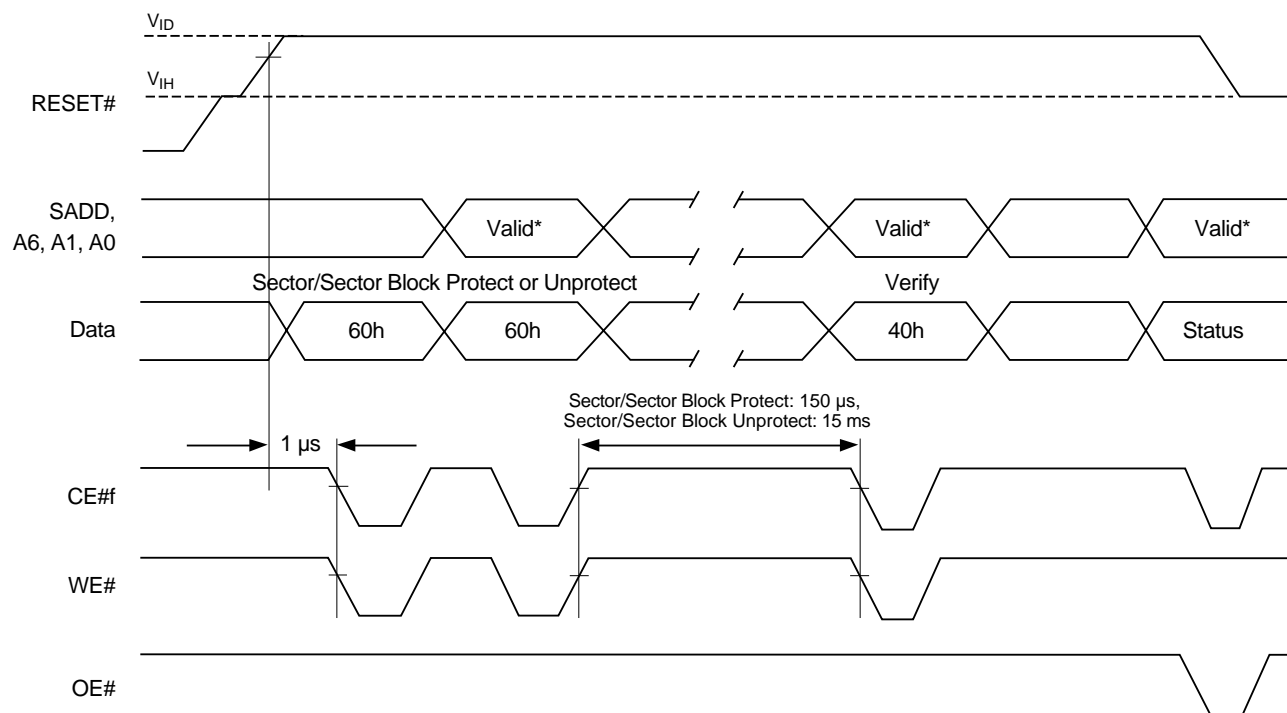 VID
VIH
RESET#
SADD,
A6, A1, A0
Valid* Valid* Valid*
Sector/Sector Block Protect or Unprotect Verify
Data 60h 60h 40h Status
Sector/Sector Block Protect: 150 µs,
Sector/Sector Block Unprotect: 15 ms
1 µs
CE#f
WE#
OE#